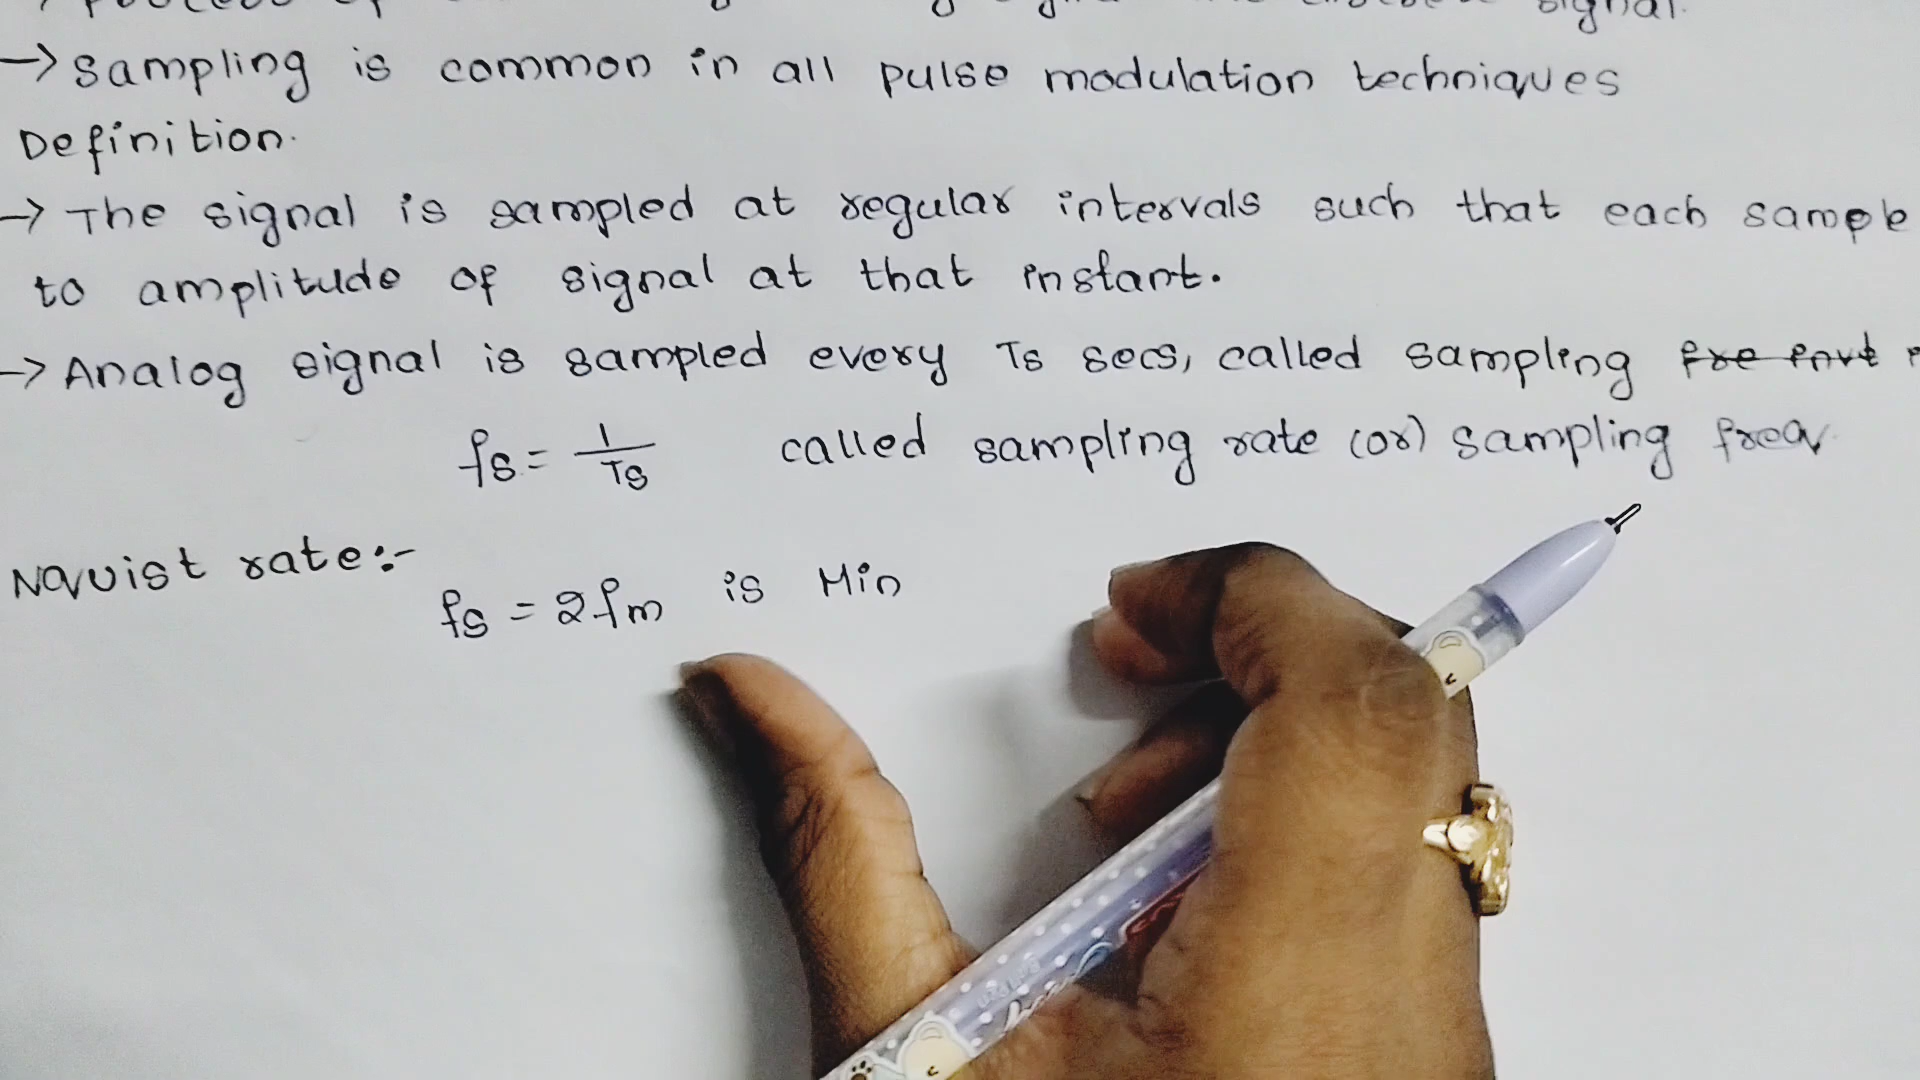 signal.
→ Sampling is common in all pulse modulation techniques
Definition.
→ The signal is sampled at regular intervals such that each sample
to amplitude of signal at that instant.
→ Analog signal is sampled every Ts secs, called sampling
fs = 1/Ts called sampling rate (or) sampling freq.
Nquist rate:-
fs = 2fm is Min